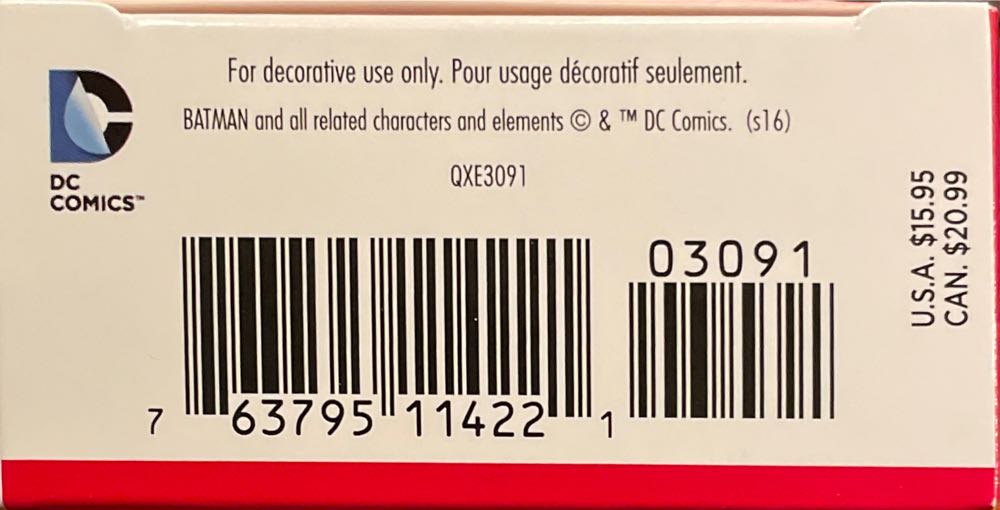 For decorative use only. Pour usage décoratif seulement.
BATMAN and all related characters and elements © & ™ DC Comics. (s16)
QXE3091
DC
COMICS™
03091
7 63795 11422 1
U.S.A. $15.95
CAN. $20.99